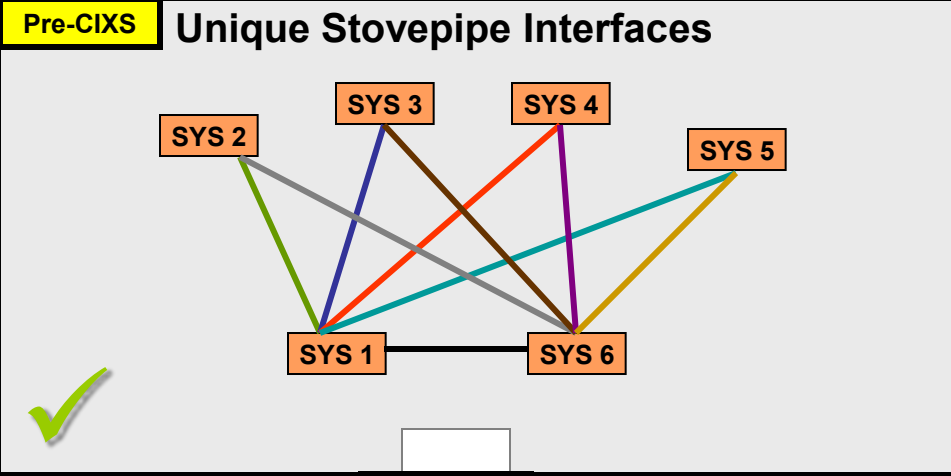 Pre-CIXS
Unique Stovepipe Interfaces
SYS 3
SYS 4
SYS 2
SYS 5
SYS 1
SYS 6